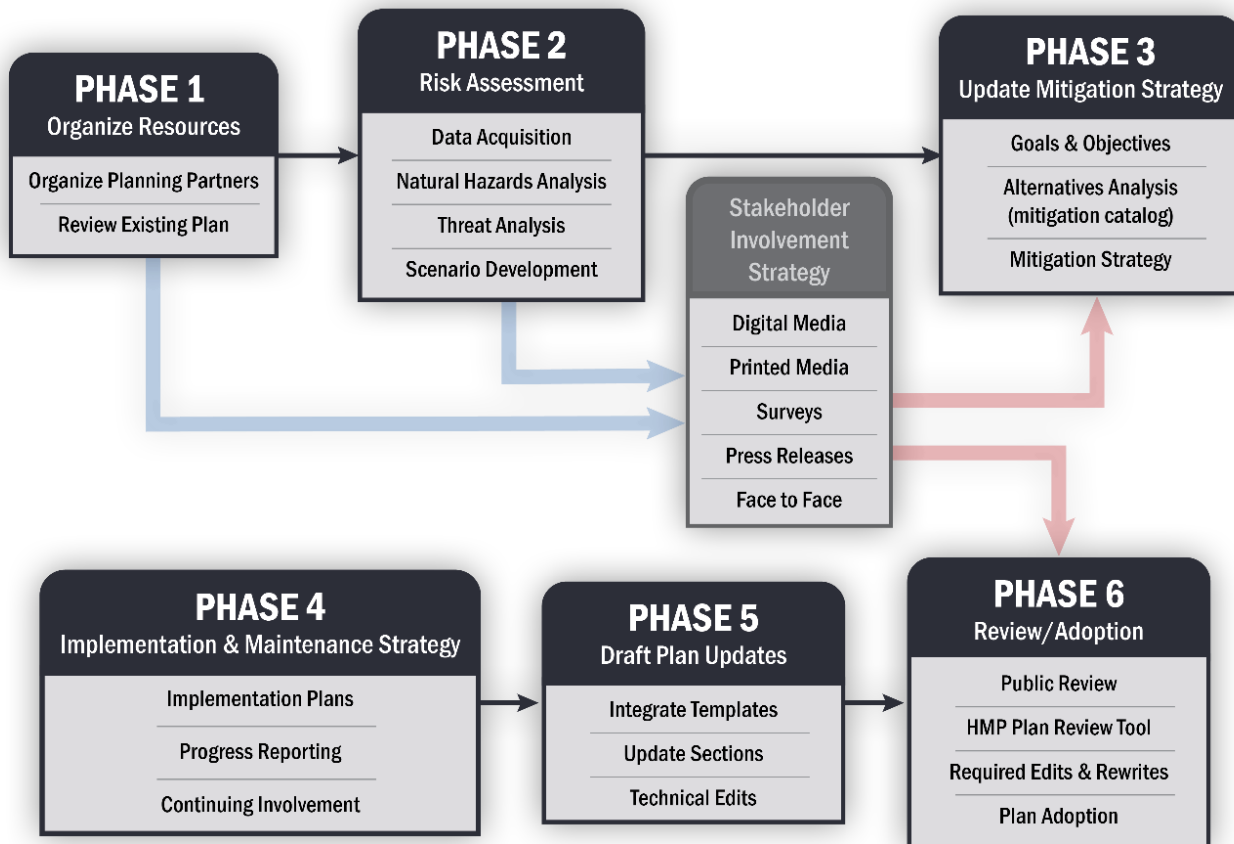 PHASE 1
Organize Resources
Organize Planning Partners
Review Existing Plan
PHASE 2
Risk Assessment
Data Acquisition
Natural Hazards Analysis
Threat Analysis
Scenario Development
PHASE 3
Update Mitigation Strategy
Goals & Objectives
Alternatives Analysis
(mitigation catalog)
Mitigation Strategy
Stakeholder
Involvement
Strategy
Digital Media
Printed Media
Surveys
Press Releases
Face to Face
PHASE 4
Implementation & Maintenance Strategy
Implementation Plans
Progress Reporting
Continuing Involvement
PHASE 5
Draft Plan Updates
Integrate Templates
Update Sections
Technical Edits
PHASE 6
Review/Adoption
Public Review
HMP Plan Review Tool
Required Edits & Rewrites
Plan Adoption